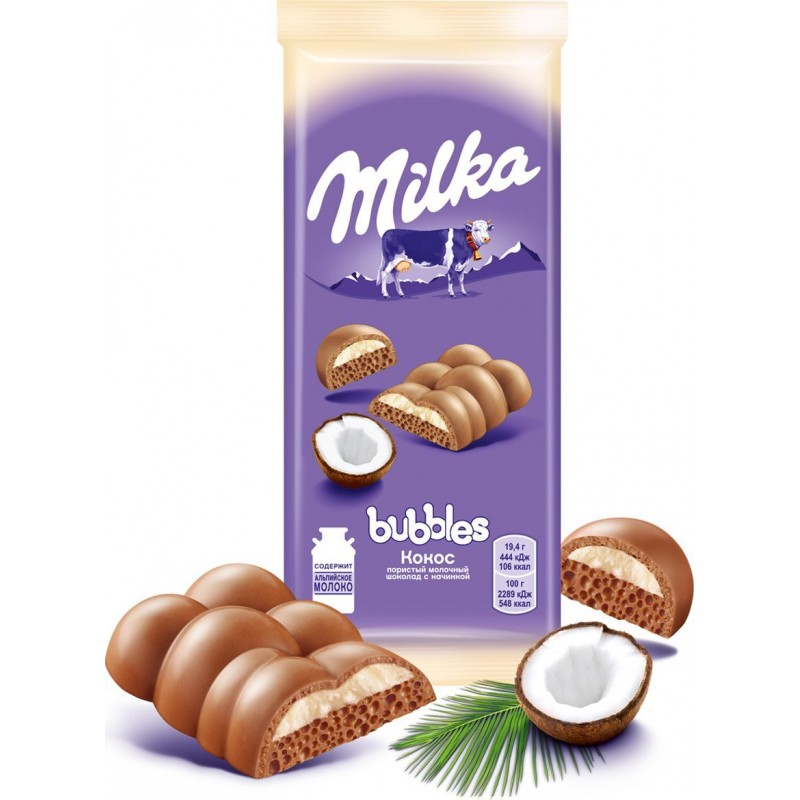 Milka
bubbles
Кокос
пористый молочный
шоколад с начинкой
СОДЕРЖИТ
АЛЬПИЙСКОЕ
МОЛОКО
19,4 г
444 кДж
106 ккал
100 г
2289 кДж
548 ккал